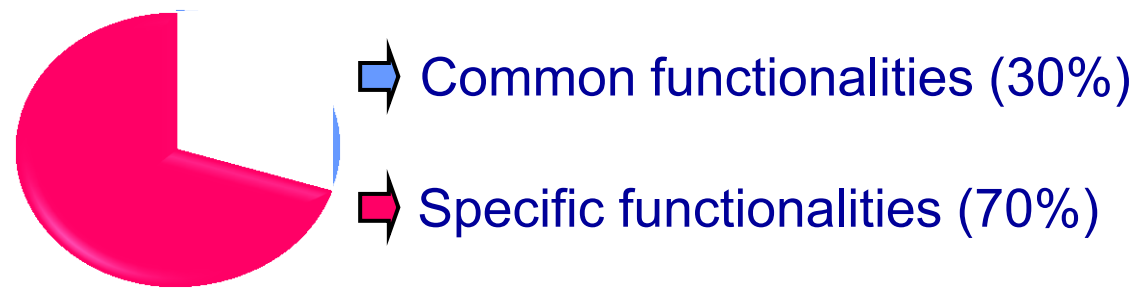 Common functionalities (30%)
Specific functionalities (70%)